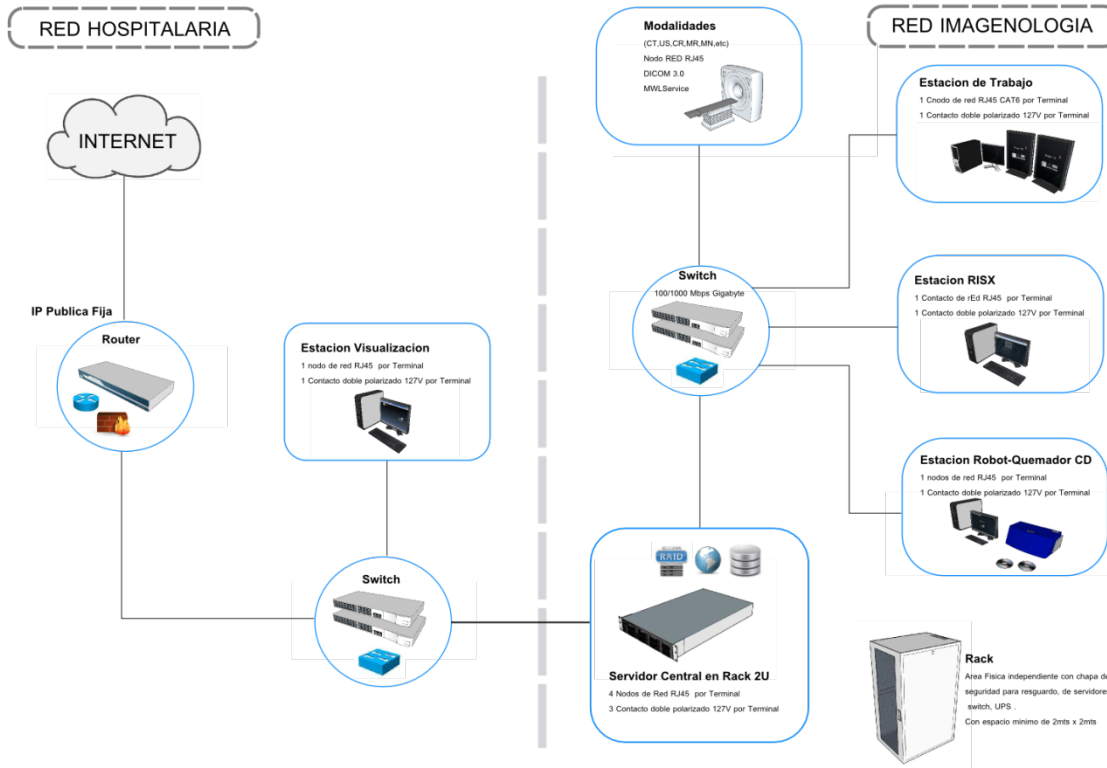 RED HOSPITALARIA
INTERNET
IP Publica Fija
Router
Estacion Visualizacion
1 nodo de red RJ45 por Terminal
1 Contacto doble polarizado 127V por Terminal
Switch
Modalidades
(CT,US,CR,MR,MN,etc)
Nodo RED RJ45
DICOM 3.0
MWLService
RED IMAGENOLOGIA
Estacion de Trabajo
1 Cnodo de red RJ45 CAT6 por Terminal
1 Contacto doble polarizado 127V por Terminal
Switch
100/1000 Mbps Gigabyte
Estacion RISX
1 Contacto de rEd RJ45 por Terminal
1 Contacto doble polarizado 127V por Terminal
Estacion Robot-Quemador CD
1 nodos de red RJ45 por Terminal
1 Contacto doble polarizado 127V por Terminal
RAID
Servidor Central en Rack 2U
4 Nodos de Red RJ45 por Terminal
3 Contacto doble polarizado 127V por Terminal
Rack
Area Fisica independiente con chapa de
seguridad para resguardo, de servidore
switch, UPS .
Con espacio minimo de 2mts x 2mts